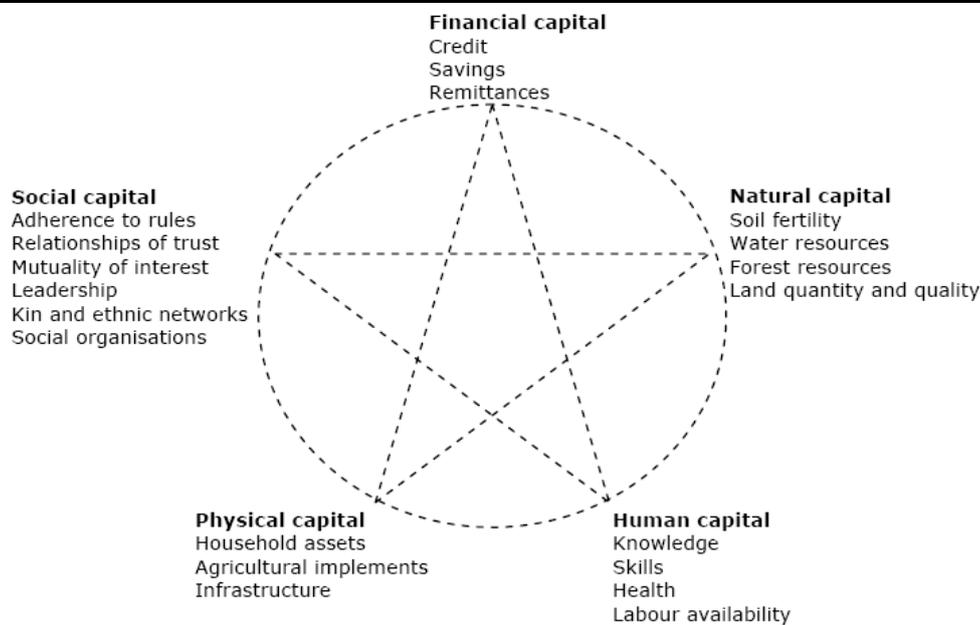 Financial capital
Credit
Savings
Remittances
Social capital
Adherence to rules
Relationships of trust
Mutuality of interest
Leadership
Kin and ethnic networks
Social organisations
Natural capital
Soil fertility
Water resources
Forest resources
Land quantity and quality
Physical capital
Household assets
Agricultural implements
Infrastructure
Human capital
Knowledge
Skills
Health
Labour availability